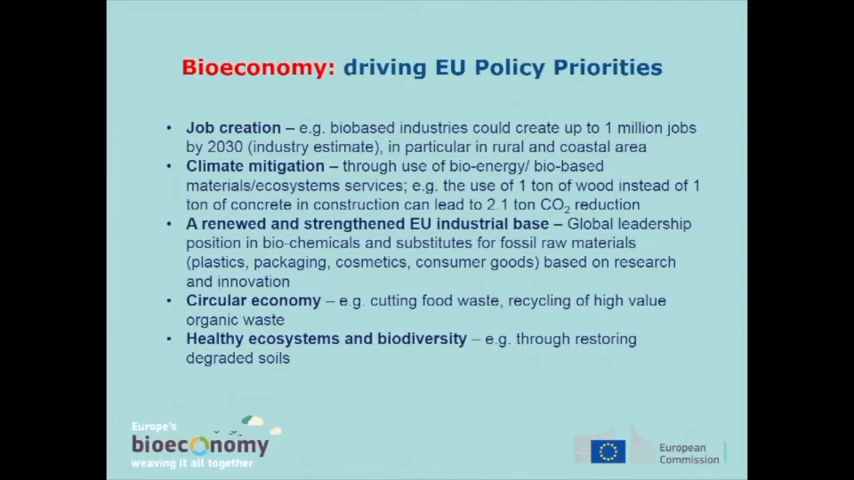 Bioeconomy: driving EU Policy Priorities
• Job creation – e.g. biobased industries could create up to 1 million jobs
by 2030 (industry estimate), in particular in rural and coastal area
• Climate mitigation – through use of bio-energy/ bio-based
materials/ecosystems services; e.g. the use of 1 ton of wood instead of 1
ton of concrete in construction can lead to 2.1 ton CO₂ reduction
• A renewed and strengthened EU industrial base – Global leadership
position in bio-chemicals and substitutes for fossil raw materials
(plastics, packaging, cosmetics, consumer goods) based on research
and innovation
• Circular economy – e.g. cutting food waste, recycling of high value
organic waste
• Healthy ecosystems and biodiversity – e.g. through restoring
degraded soils
Europe's
bioeconomy
weaving it all together
European
Commission